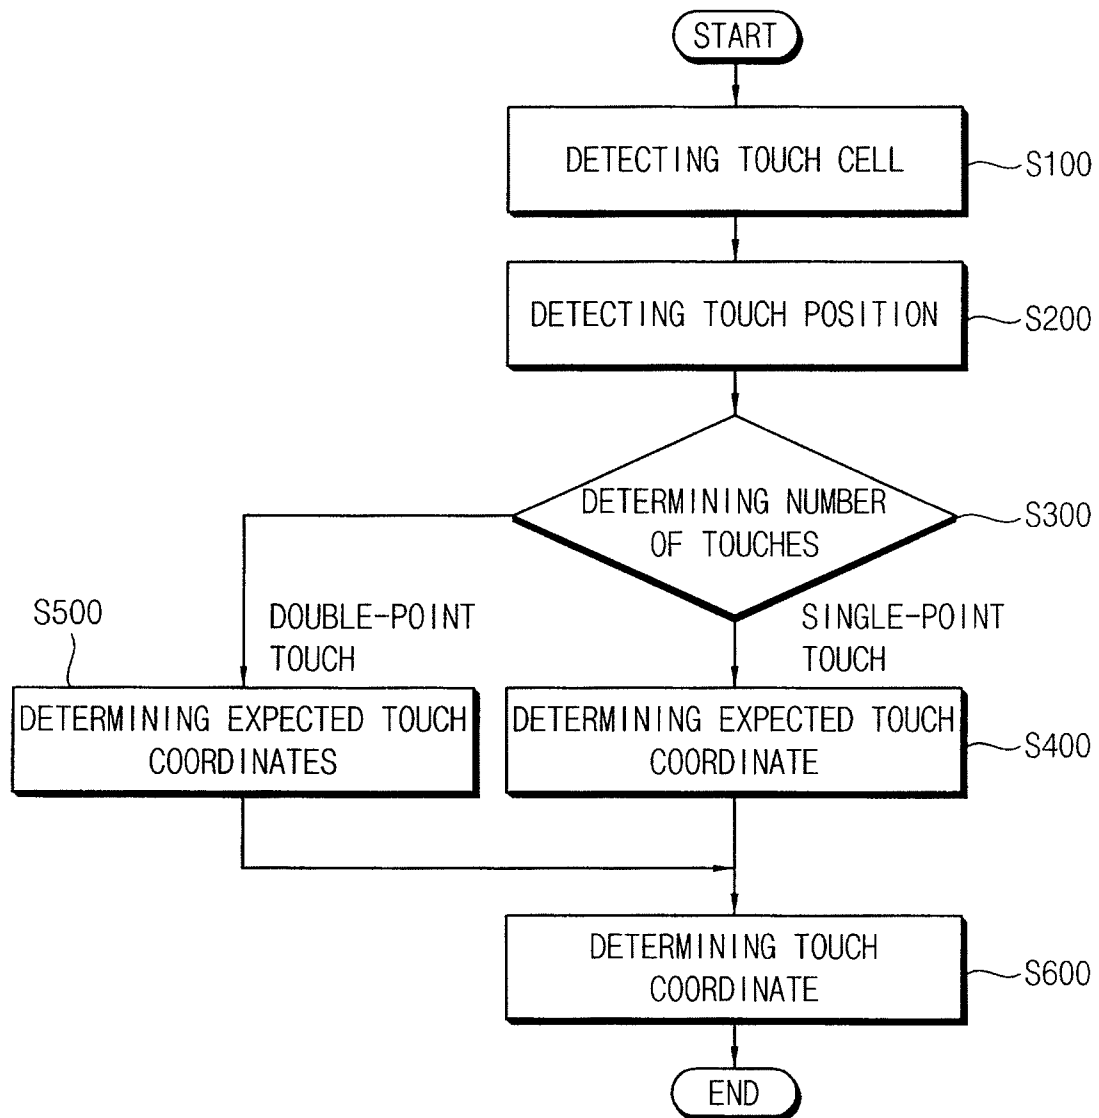 START
DETECTING TOUCH CELL
S100
DETECTING TOUCH POSITION
S200
DETERMINING NUMBER
OF TOUCHES
S300
S500
DOUBLE-POINT
TOUCH
SINGLE-POINT
TOUCH
DETERMINING EXPECTED TOUCH
COORDINATES
DETERMINING EXPECTED TOUCH
COORDINATE
S400
DETERMINING TOUCH
COORDINATE
S600
END